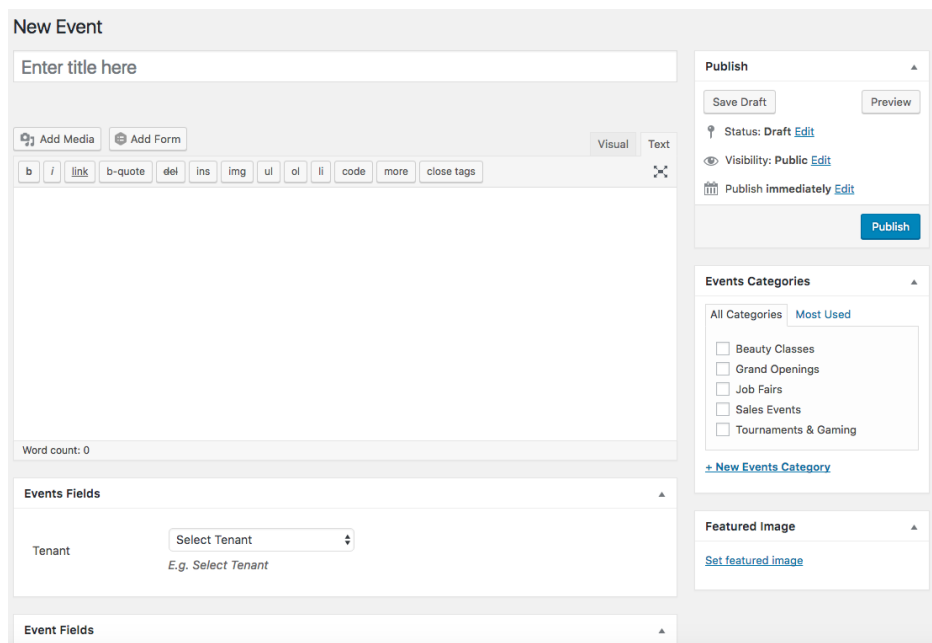 New Event
Enter title here
Add Media Add Form
Visual Text
b i link b-quote del ins img ul ol li code more close tags
Word count: 0
Events Fields
Tenant
Select Tenant
E.g. Select Tenant
Event Fields
Publish
Save Draft Preview
Status: Draft Edit
Visibility: Public Edit
Publish immediately Edit
Publish
Events Categories
All Categories Most Used
Beauty Classes
Grand Openings
Job Fairs
Sales Events
Tournaments & Gaming
+ New Events Category
Featured Image
Set featured image